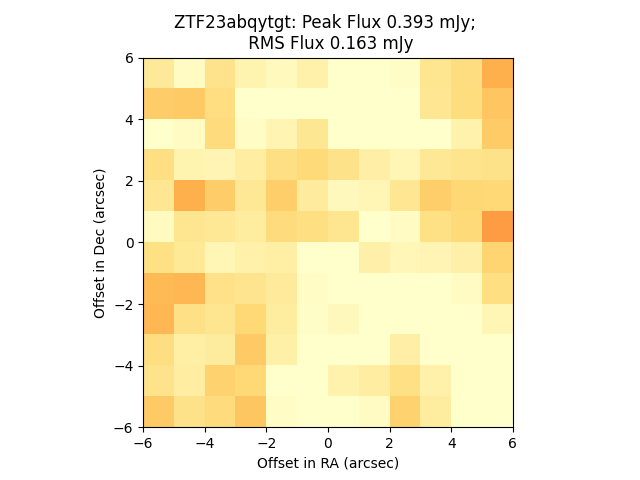 ZTF23abqytgt: Peak Flux 0.393 mJy;
RMS Flux 0.163 mJy
6
4
2
0
−2
−4
−6
Offset in Dec (arcsec)
−6 −4 −2 0 2 4 6
Offset in RA (arcsec)